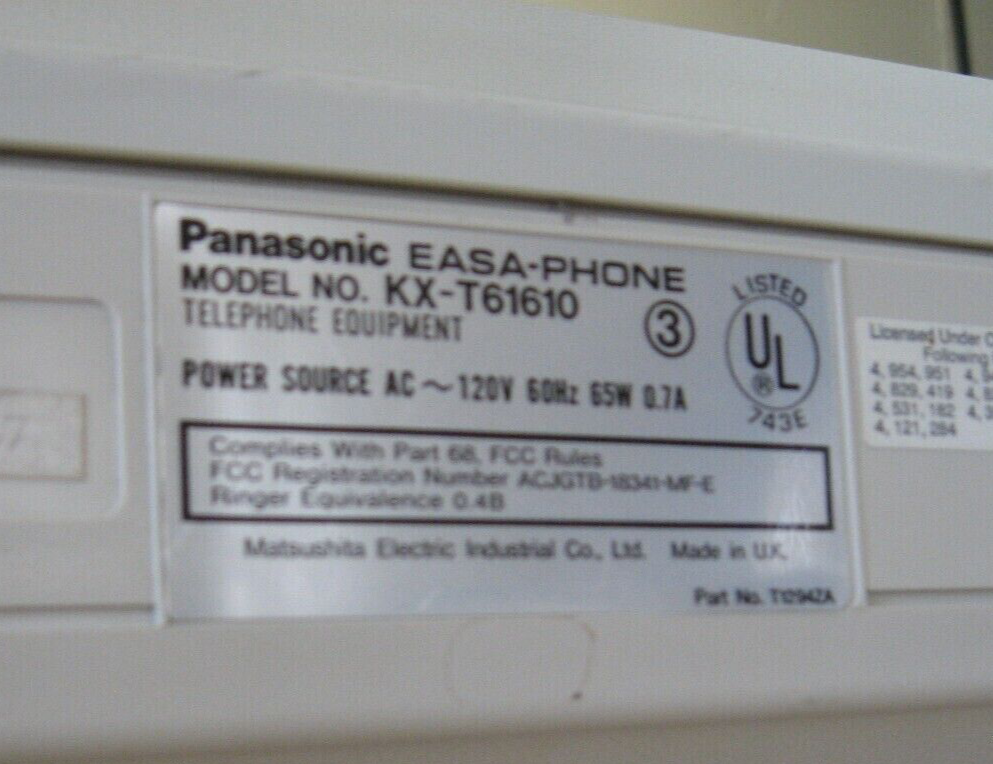 Panasonic EASA-PHONE
MODEL NO. KX-T61610
TELEPHONE EQUIPMENT
③
POWER SOURCE AC ~ 120V 60Hz 65W 0.7A
LISTED
UL
®
743E
Complies With Part 68, FCC Rules
FCC Registration Number ACJGTB-18341-MF-E
Ringer Equivalence 0.4B
Matsushita Electric Industrial Co., Ltd. Made in U.K.
Part No. T1294ZA
Licensed Under
Following
4, 954, 951
4, 829, 419
4, 531, 182
4, 121, 284
7